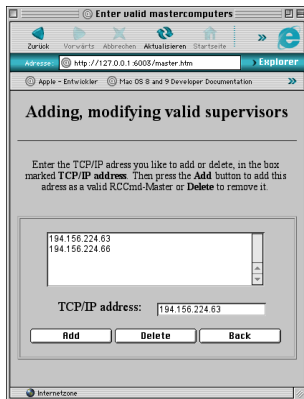 Enter valid mastercomputers
Zurück Vorwärts Abbrechen Aktualisieren Startseite »
Adresse http://127.0.0.1:6003/master.htm Explorer
Apple - Entwickler Mac OS 8 and 9 Developer Documentation »
Adding, modifying valid supervisors
Enter the TCP/IP adress you like to add or delete, in the box
marked TCP/IP address. Then press the Add button to add this
adress as a valid RCCmd-Master or Delete to remove it.
194.156.224.63
194.156.224.66
TCP/IP address: 194.156.224.63
Add Delete Back
Internetzone